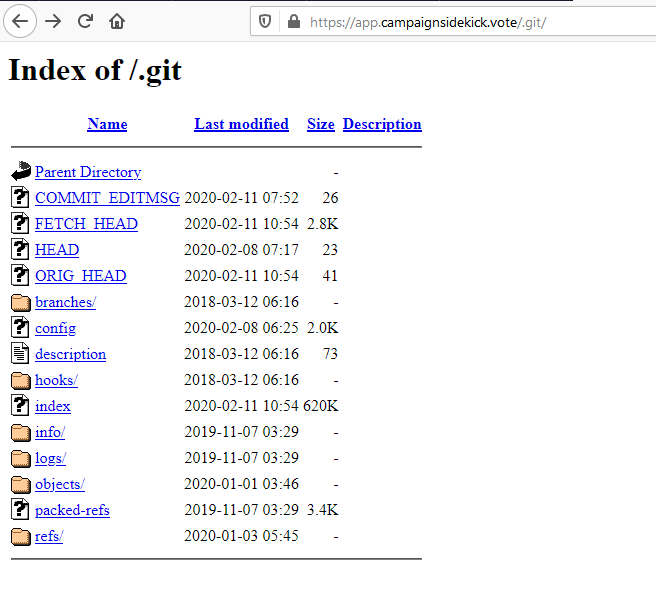 https://app.campaignsidekick.vote/.git/
Index of /.git
Name Last modified Size Description
Parent Directory -
COMMIT_EDITMSG 2020-02-11 07:52 26
FETCH_HEAD 2020-02-11 10:54 2.8K
HEAD 2020-02-08 07:17 23
ORIG_HEAD 2020-02-11 10:54 41
branches/ 2018-03-12 06:16 -
config 2020-02-08 06:25 2.0K
description 2018-03-12 06:16 73
hooks/ 2018-03-12 06:16 -
index 2020-02-11 10:54 620K
info/ 2019-11-07 03:29 -
logs/ 2019-11-07 03:29 -
objects/ 2020-01-01 03:46 -
packed-refs 2019-11-07 03:29 3.4K
refs/ 2020-01-03 05:45 -